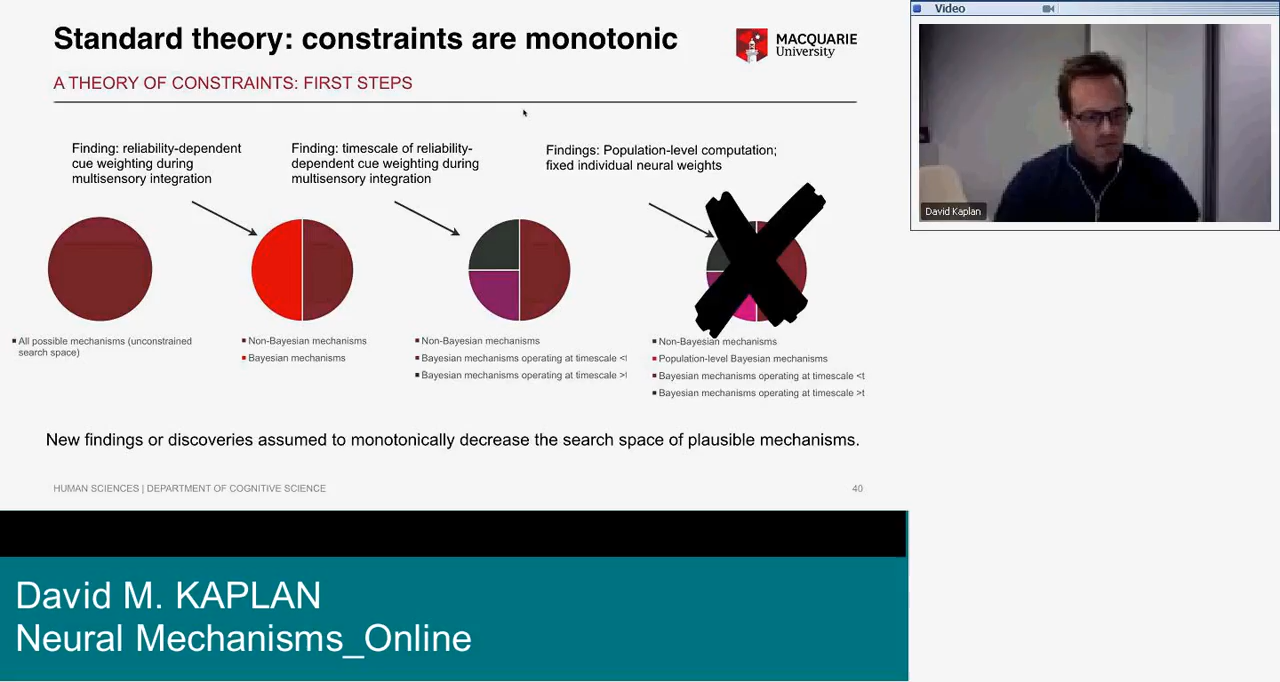 Standard theory: constraints are monotonic
MACQUARIE
University
A THEORY OF CONSTRAINTS: FIRST STEPS
Finding: reliability-dependent
cue weighting during
multisensory integration
Finding: timescale of reliability-
dependent cue weighting during
multisensory integration
Findings: Population-level computation;
fixed individual neural weights
All possible mechanisms (unconstrained
search space)
Non-Bayesian mechanisms
Bayesian mechanisms
Non-Bayesian mechanisms
Bayesian mechanisms operating at timescale <t
Bayesian mechanisms operating at timescale >t
Non-Bayesian mechanisms
Population-level Bayesian mechanisms
Bayesian mechanisms operating at timescale <t
Bayesian mechanisms operating at timescale >t
New findings or discoveries assumed to monotonically decrease the search space of plausible mechanisms.
HUMAN SCIENCES | DEPARTMENT OF COGNITIVE SCIENCE
40
Video
David Kaplan
David M. KAPLAN
Neural Mechanisms_Online